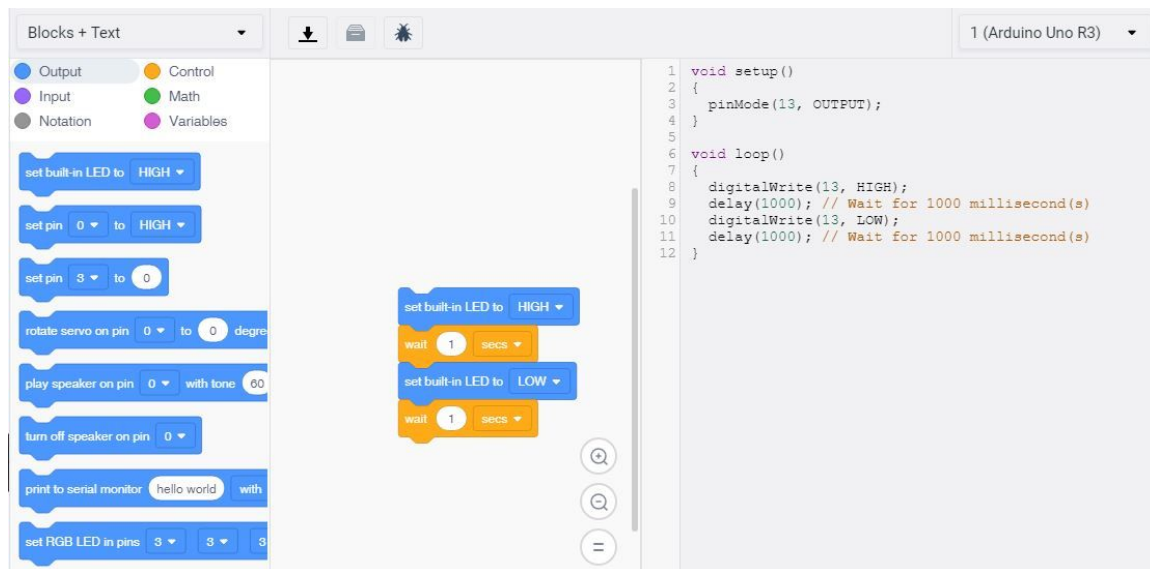 Blocks + Text
1 (Arduino Uno R3)
Output
Control
Input
Math
Notation
Variables
set built-in LED to HIGH
set pin 0 to HIGH
set pin 3 to 0
rotate servo on pin 0 to 0 degre
play speaker on pin 0 with tone 60
turn off speaker on pin 0
print to serial monitor hello world with
set RGB LED in pins 3 3 3
set built-in LED to HIGH
wait 1 secs
set built-in LED to LOW
wait 1 secs
1 void setup()
2 {
3 pinMode(13, OUTPUT);
4 }
5
6 void loop()
7 {
8 digitalWrite(13, HIGH);
9 delay(1000); // Wait for 1000 millisecond(s)
10 digitalWrite(13, LOW);
11 delay(1000); // Wait for 1000 millisecond(s)
12 }